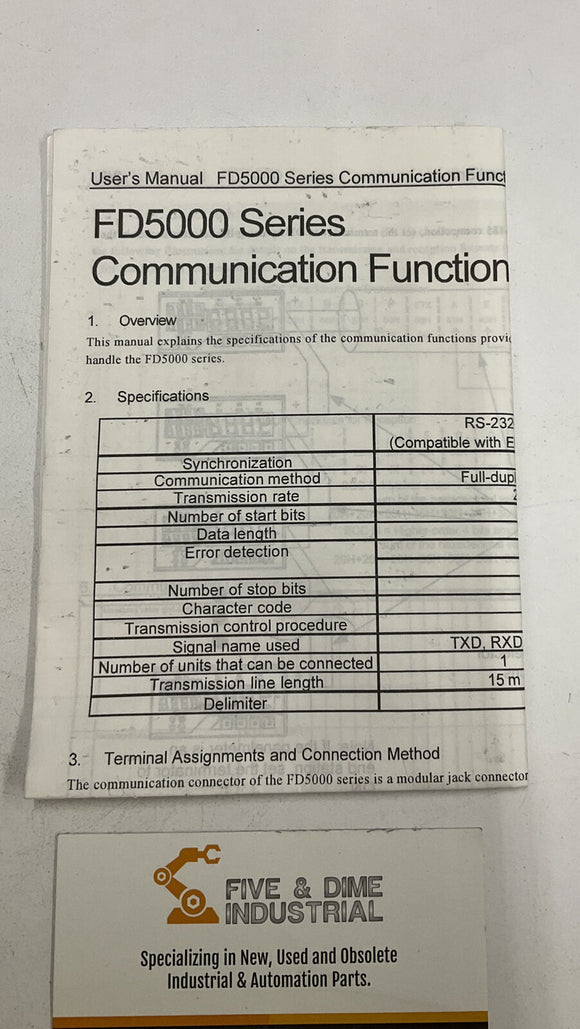 User's Manual FD5000 Series Communication Funct
FD5000 Series
Communication Function
1. Overview
This manual explains the specifications of the communication functions provi
handle the FD5000 series.
2. Specifications
RS-232
(Compatible with E
Synchronization
Communication method Full-dupl
Transmission rate 2
Number of start bits
Data length
Error detection
Number of stop bits
Character code
Transmission control procedure
Signal name used TXD, RXD
Number of units that can be connected 1
Transmission line length 15 m
Delimiter
3. Terminal Assignments and Connection Method
The communication connector of the FD5000 series is a modular jack connector
FIVE & DIME
INDUSTRIAL
Specializing in New, Used and Obsolete
Industrial & Automation Parts.